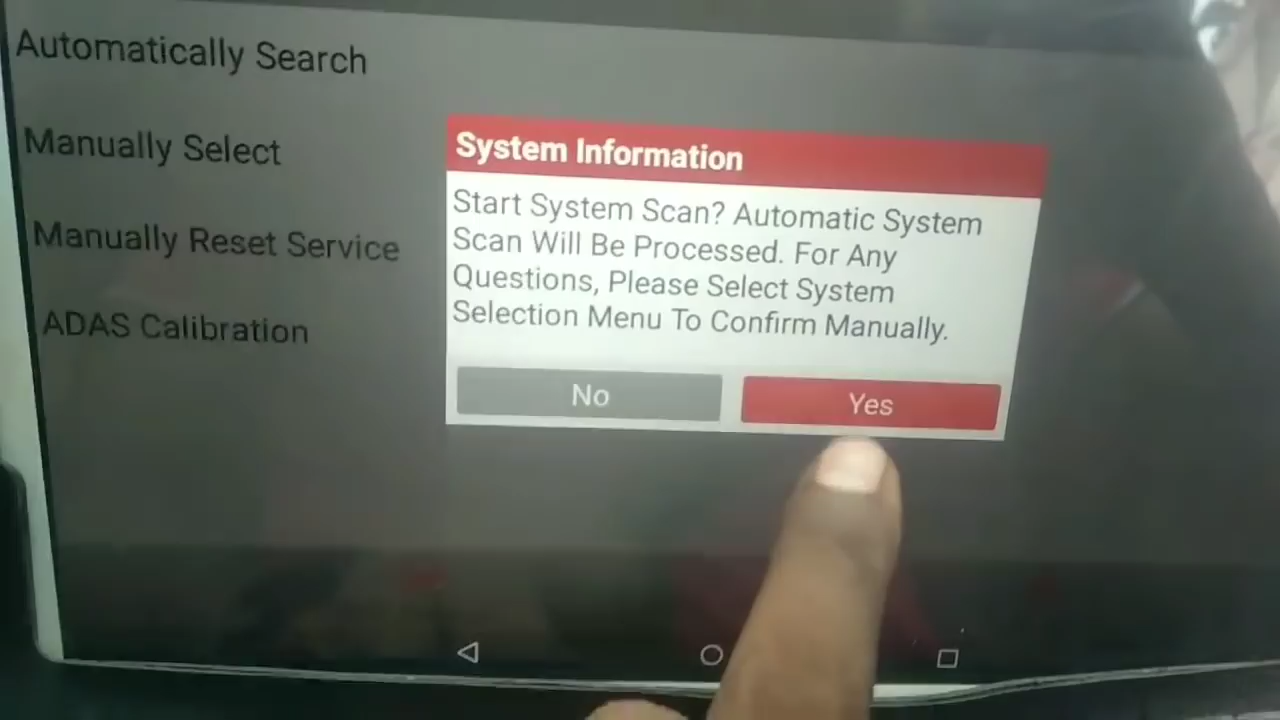 Automatically Search
Manually Select
Manually Reset Service
ADAS Calibration
System Information
Start System Scan? Automatic System
Scan Will Be Processed. For Any
Questions, Please Select System
Selection Menu To Confirm Manually.
No
Yes